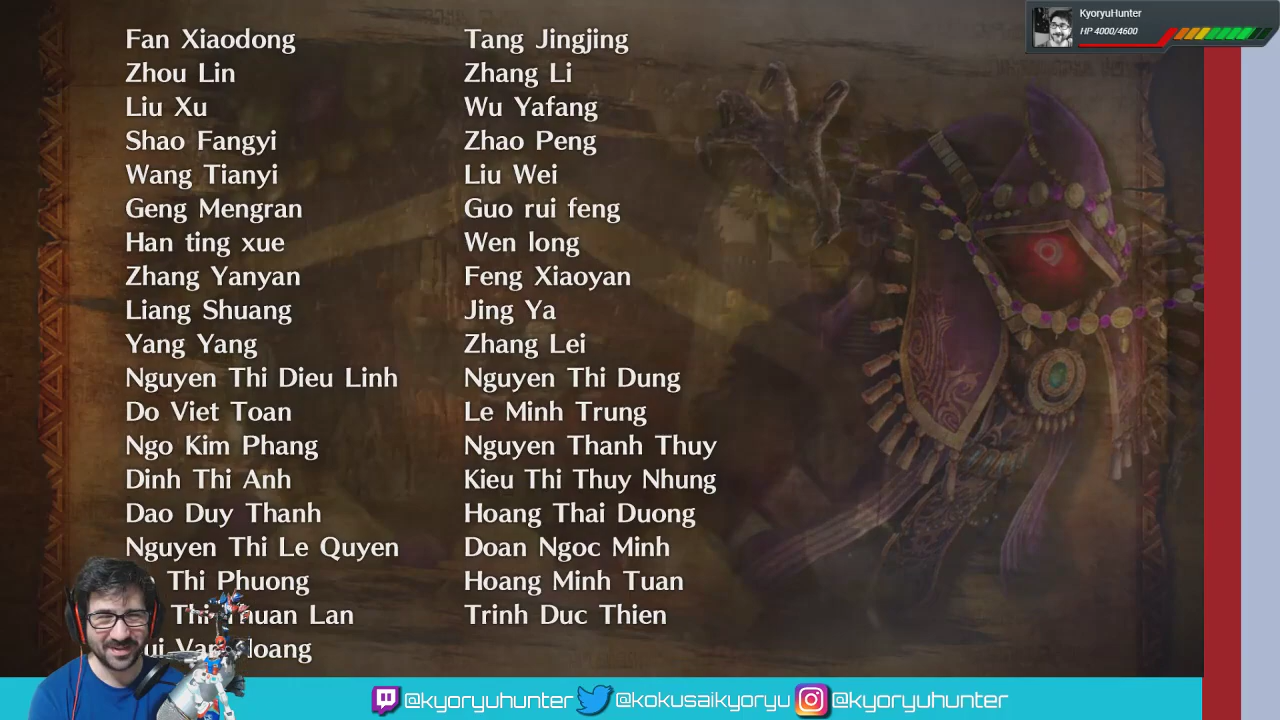 KyoryuHunter
HP 4000/4600
Fan Xiaodong
Zhou Lin
Liu Xu
Shao Fangyi
Wang Tianyi
Geng Mengran
Han ting xue
Zhang Yanyan
Liang Shuang
Yang Yang
Nguyen Thi Dieu Linh
Do Viet Toan
Ngo Kim Phang
Dinh Thi Anh
Dao Duy Thanh
Nguyen Thi Le Quyen
Thi Phuong
Thi Thuan Lan
Tang Jingjing
Zhang Li
Wu Yafang
Zhao Peng
Liu Wei
Guo rui feng
Wen long
Feng Xiaoyan
Jing Ya
Zhang Lei
Nguyen Thi Dung
Le Minh Trung
Nguyen Thanh Thuy
Kieu Thi Thuy Nhung
Hoang Thai Duong
Doan Ngoc Minh
Hoang Minh Tuan
Trinh Duc Thien
@kyoryuhunter @kokusaikyoryu @kyoryuhunter